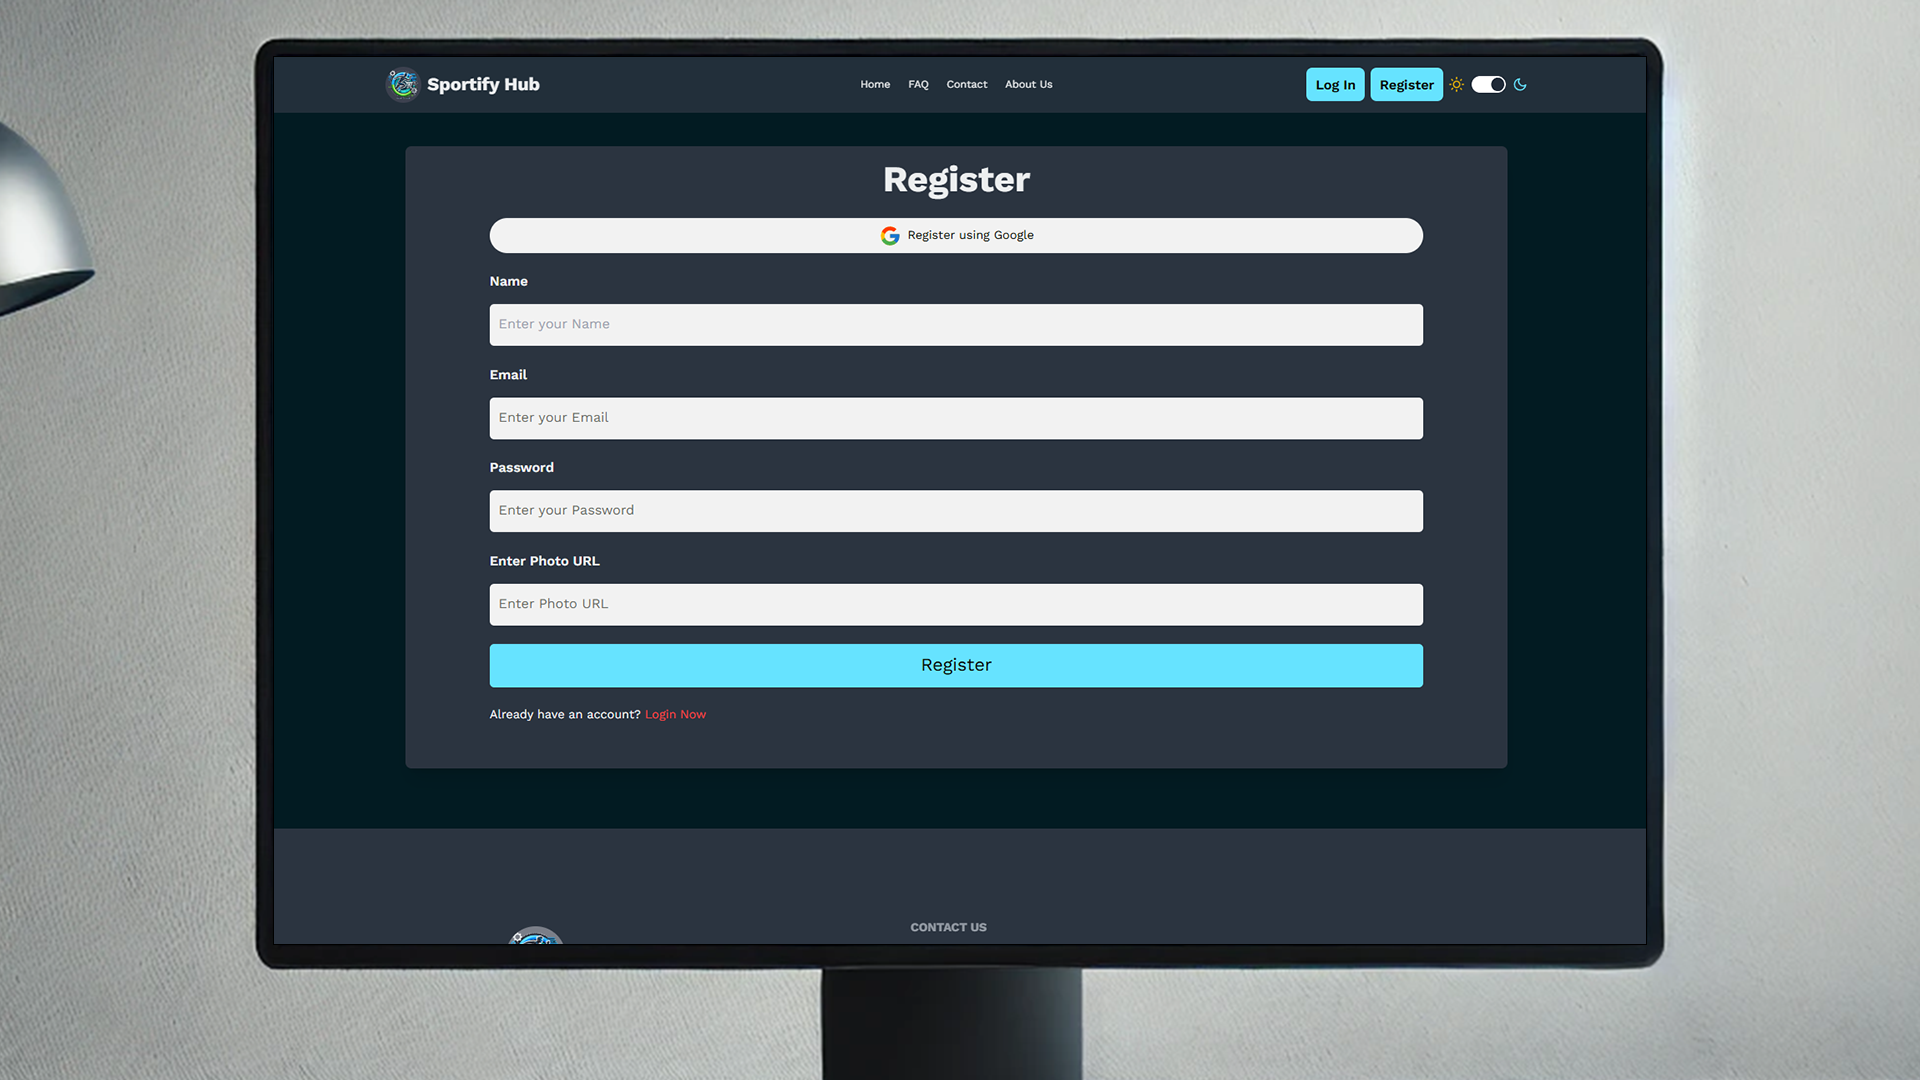 Sportify Hub
Home FAQ Contact About Us
Log In Register
Register
Register using Google
Name
Enter your Name
Email
Enter your Email
Password
Enter your Password
Enter Photo URL
Enter Photo URL
Register
Already have an account? Login Now
CONTACT US